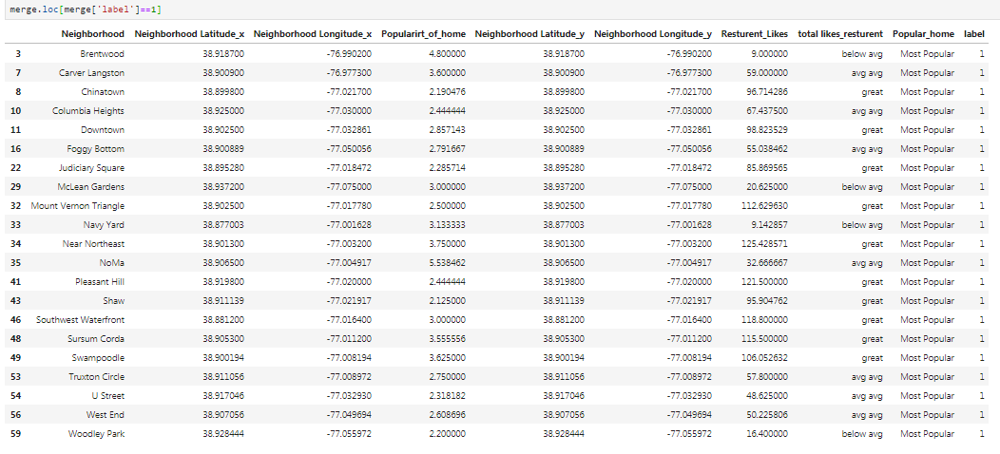 merge.loc[merge['label']==1]
Neighborhood Neighborhood Latitude_x Neighborhood Longitude_x Popularirt_of_home Neighborhood Latitude_y Neighborhood Longitude_y Resturent_Likes total likes_resturent Popular_home label
3 Brentwood 38.918700 -76.990200 4.800000 38.918700 -76.990200 9.000000 below avg Most Popular 1
7 Carver Langston 38.900900 -76.977300 3.600000 38.900900 -76.977300 59.000000 avg avg Most Popular 1
8 Chinatown 38.899800 -77.021700 2.190476 38.899800 -77.021700 96.714286 great Most Popular 1
10 Columbia Heights 38.925000 -77.030000 2.444444 38.925000 -77.030000 67.437500 avg avg Most Popular 1
11 Downtown 38.902500 -77.032861 2.857143 38.902500 -77.032861 98.823529 great Most Popular 1
16 Foggy Bottom 38.900889 -77.050056 2.791667 38.900889 -77.050056 55.038462 avg avg Most Popular 1
22 Judiciary Square 38.895280 -77.018472 2.285714 38.895280 -77.018472 85.869565 great Most Popular 1
29 McLean Gardens 38.937200 -77.075000 3.000000 38.937200 -77.075000 20.625000 below avg Most Popular 1
32 Mount Vernon Triangle 38.902500 -77.017780 2.500000 38.902500 -77.017780 112.629630 great Most Popular 1
33 Navy Yard 38.877003 -77.001628 3.133333 38.877003 -77.001628 9.142857 below avg Most Popular 1
34 Near Northeast 38.901300 -77.003200 3.750000 38.901300 -77.003200 125.428571 great Most Popular 1
35 NoMa 38.906500 -77.004917 5.538462 38.906500 -77.004917 32.666667 avg avg Most Popular 1
41 Pleasant Hill 38.919800 -77.020000 2.444444 38.919800 -77.020000 121.500000 great Most Popular 1
43 Shaw 38.911139 -77.021917 2.125000 38.911139 -77.021917 95.904762 great Most Popular 1
46 Southwest Waterfront 38.881200 -77.016400 3.000000 38.881200 -77.016400 118.800000 great Most Popular 1
48 Sursum Corda 38.905300 -77.011200 3.555556 38.905300 -77.011200 115.500000 great Most Popular 1
49 Swampoodle 38.900194 -77.008194 3.625000 38.900194 -77.008194 106.052632 great Most Popular 1
53 Truxton Circle 38.911056 -77.008972 2.750000 38.911056 -77.008972 57.800000 avg avg Most Popular 1
54 U Street 38.917046 -77.032930 2.318182 38.917046 -77.032930 48.625000 avg avg Most Popular 1
56 West End 38.907056 -77.049694 2.608696 38.907056 -77.049694 50.225806 avg avg Most Popular 1
59 Woodley Park 38.928444 -77.055972 2.200000 38.928444 -77.055972 16.400000 below avg Most Popular 1